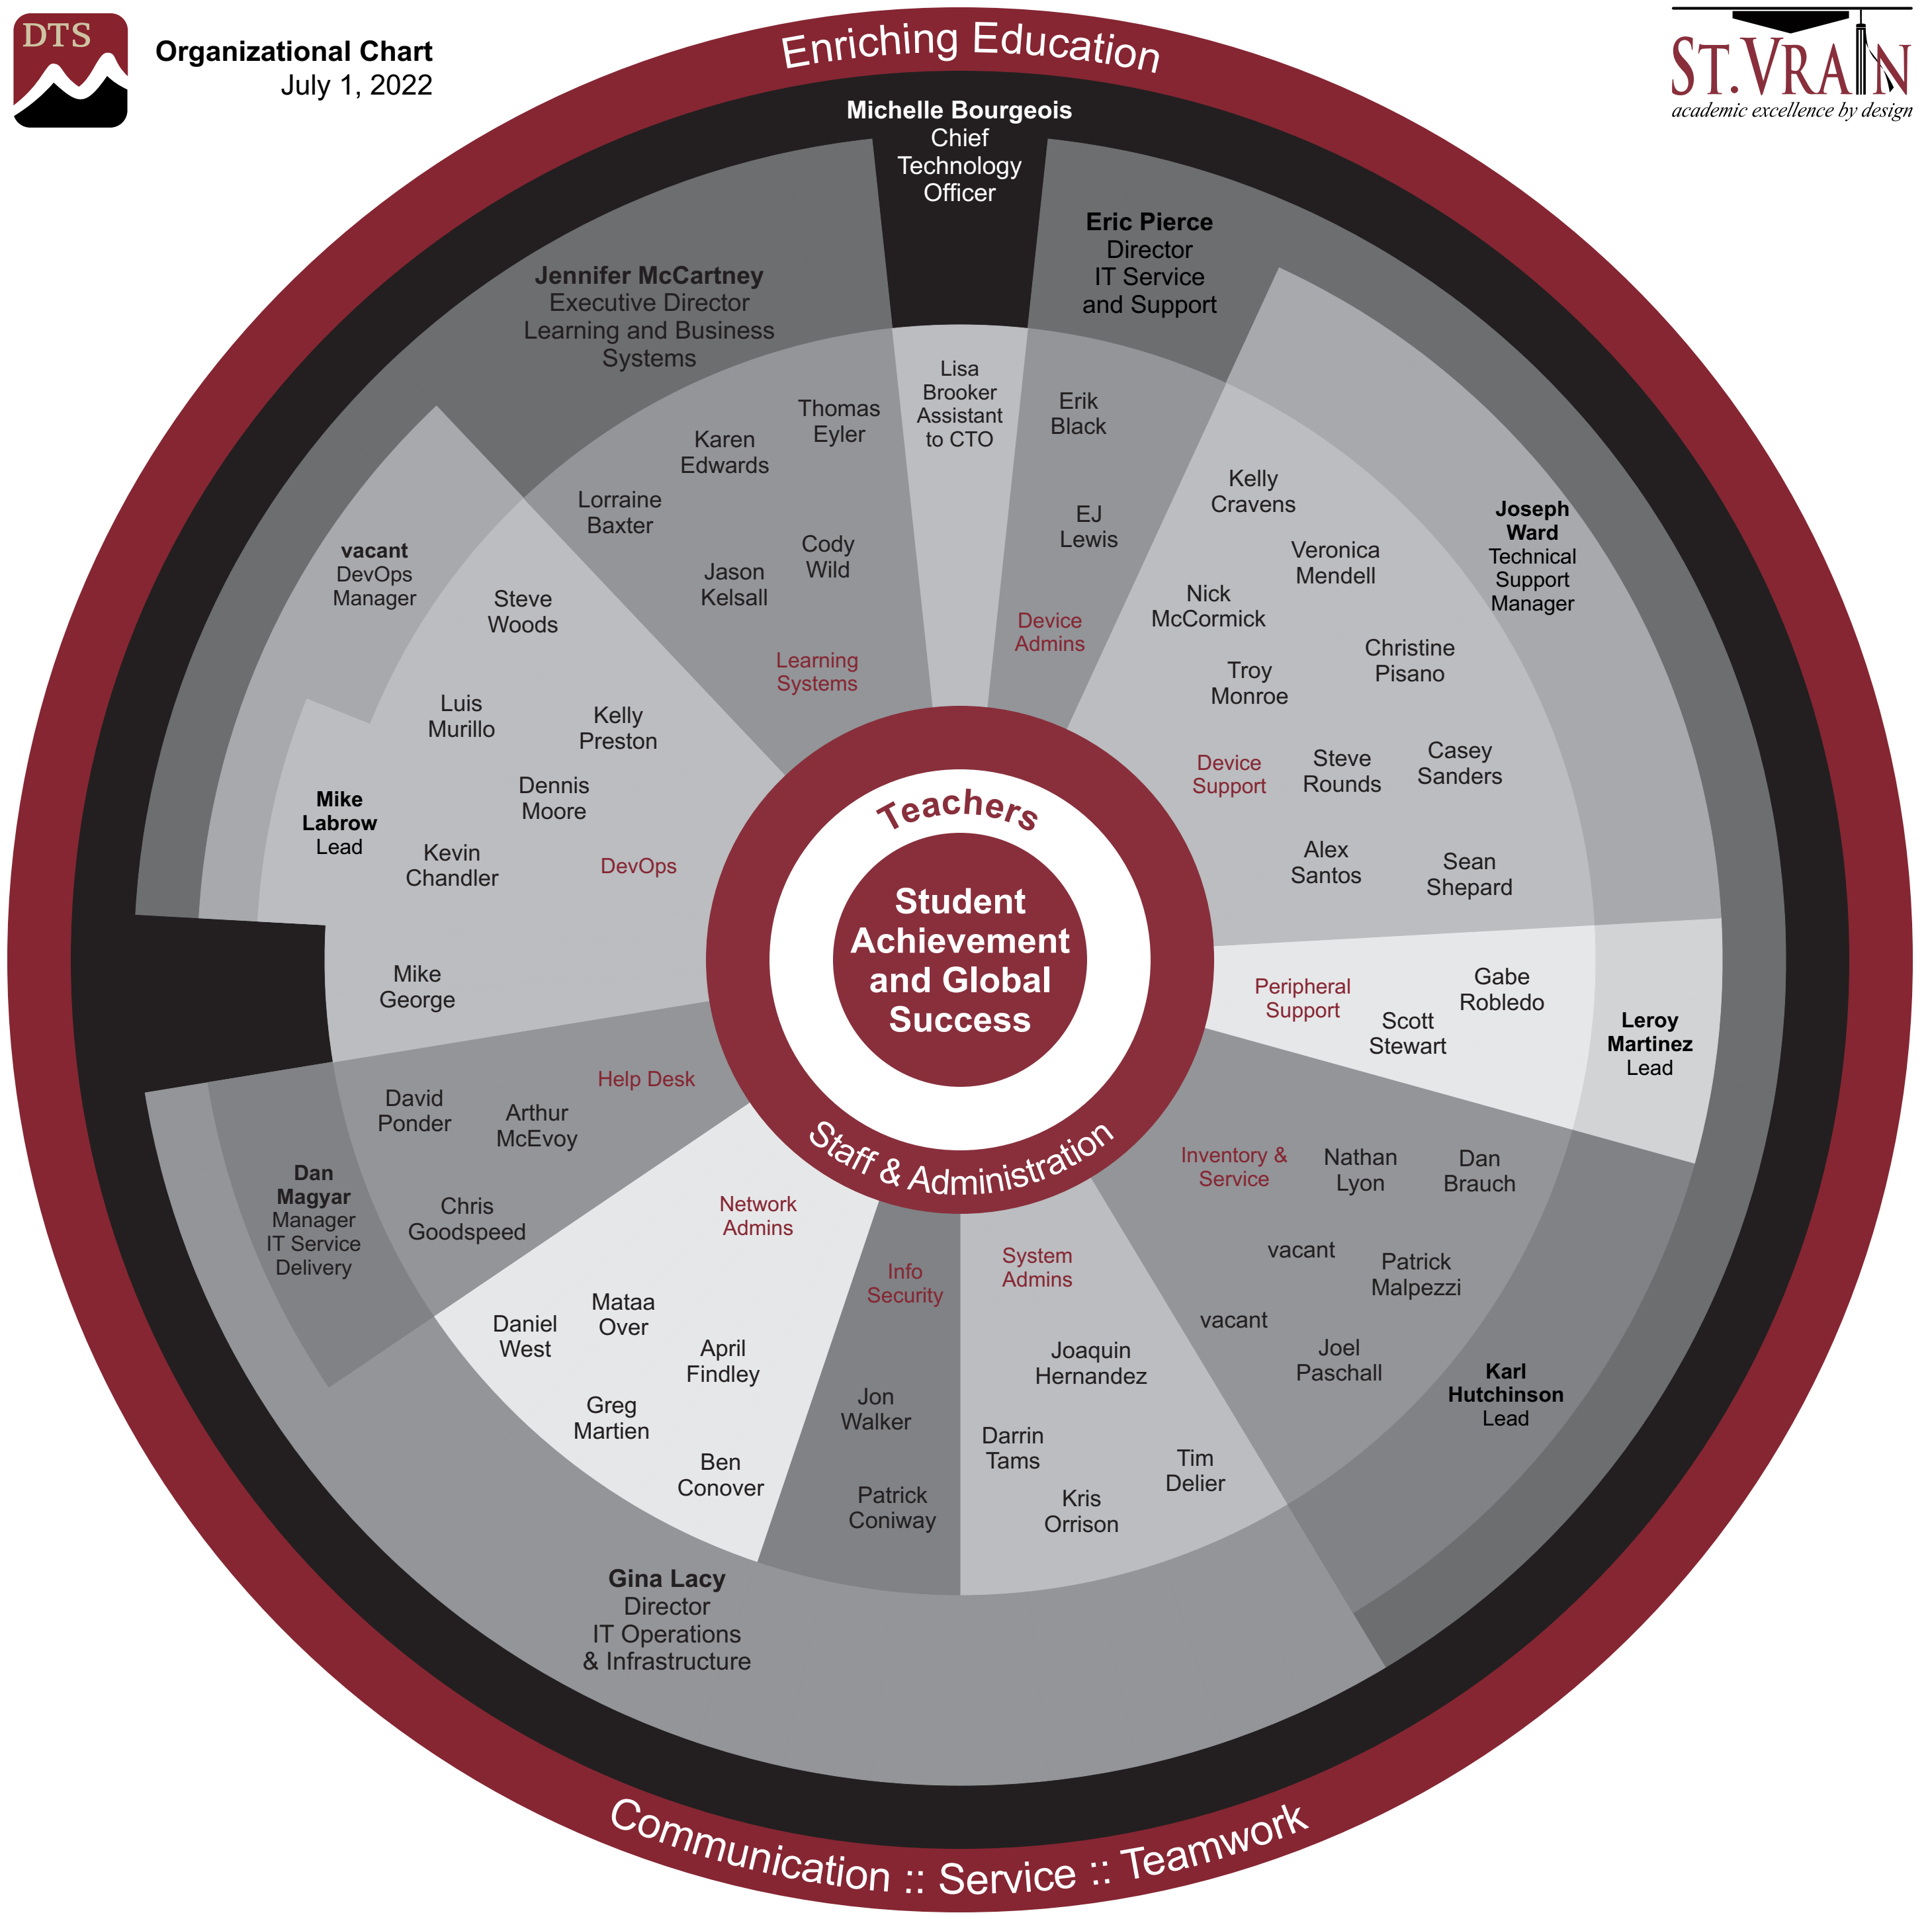 DTS
Organizational Chart
July 1, 2022
ST. VRAIN
academic excellence by design
Enriching Education
Michelle Bourgeois
Chief
Technology
Officer
Lisa
Brooker
Assistant
to CTO
Eric Pierce
Director
IT Service
and Support
Erik
Black
EJ
Lewis
Device
Admins
Joseph
Ward
Technical
Support
Manager
Kelly
Cravens
Veronica
Mendell
Nick
McCormick
Christine
Pisano
Troy
Monroe
Device
Support
Steve
Rounds
Casey
Sanders
Alex
Santos
Sean
Shepard
Peripheral
Support
Gabe
Robledo
Scott
Stewart
Leroy
Martinez
Lead
Inventory &
Service
Nathan
Lyon
Dan
Brauch
vacant
Patrick
Malpezzi
vacant
Joel
Paschall
Karl
Hutchinson
Lead
System
Admins
Joaquin
Hernandez
Darrin
Tams
Tim
Delier
Kris
Orrison
Info
Security
Jon
Walker
Patrick
Coniway
Gina Lacy
Director
IT Operations
& Infrastructure
Network
Admins
Daniel
West
Mataa
Over
April
Findley
Greg
Martien
Ben
Conover
Help Desk
David
Ponder
Arthur
McEvoy
Chris
Goodspeed
Dan
Magyar
Manager
IT Service
Delivery
Mike
George
Jennifer McCartney
Executive Director
Learning and Business
Systems
vacant
DevOps
Manager
Mike
Labrow
Lead
Steve
Woods
Luis
Murillo
Kelly
Preston
Dennis
Moore
Kevin
Chandler
DevOps
Thomas
Eyler
Karen
Edwards
Lorraine
Baxter
Cody
Wild
Jason
Kelsall
Learning
Systems
Teachers
Student
Achievement
and Global
Success
Staff & Administration
Communication :: Service :: Teamwork